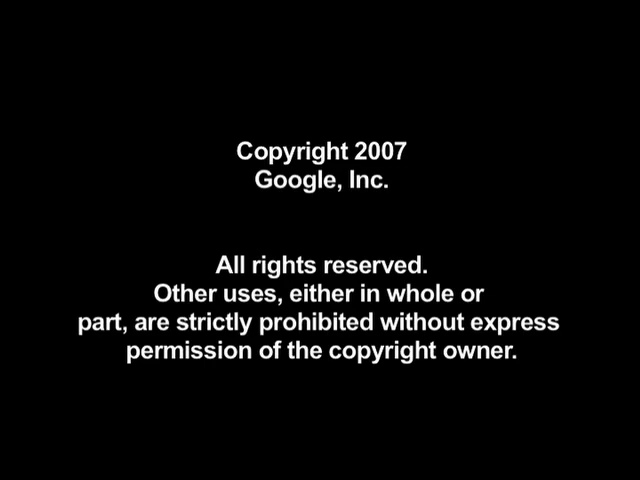 Copyright 2007
Google, Inc.
All rights reserved.
Other uses, either in whole or
part, are strictly prohibited without express
permission of the copyright owner.